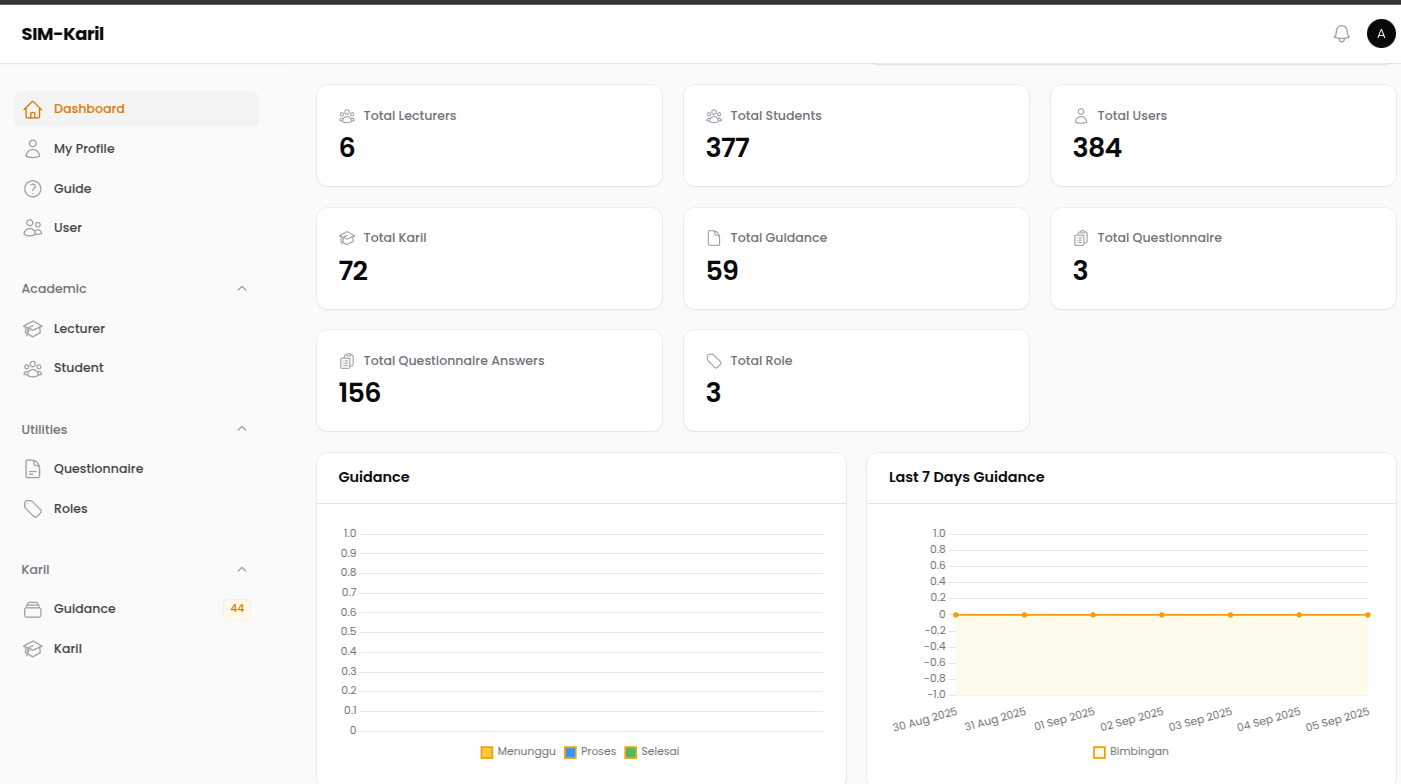 SIM-Karil
A
Dashboard
My Profile
Guide
User
Academic
Lecturer
Student
Utilities
Questionnaire
Roles
Karil
Guidance 44
Karil
Total Lecturers
6
Total Students
377
Total Users
384
Total Karil
72
Total Guidance
59
Total Questionnaire
3
Total Questionnaire Answers
156
Total Role
3
Guidance
1.0
0.9
0.8
0.7
0.6
0.5
0.4
0.3
0.2
0.1
0
Menunggu Proses Selesai
Last 7 Days Guidance
1.0
0.8
0.6
0.4
0.2
0
-0.2
-0.4
-0.6
-0.8
-1.0
30 Aug 2025 31 Aug 2025 01 Sep 2025 02 Sep 2025 03 Sep 2025 04 Sep 2025 05 Sep 2025
Bimbingan